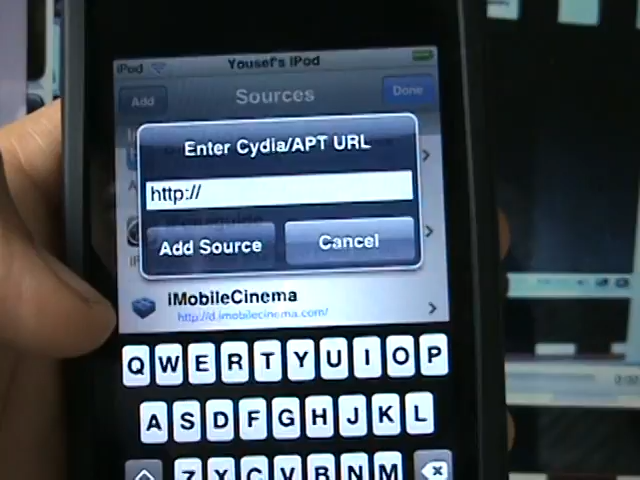 iPod Yousef's iPod
Add Sources Done
Enter Cydia/APT URL
http://
Add Source Cancel
iMobileCinema
http://d.imobilecinema.com/
Q W E R T Y U I O P
A S D F G H J K L
Z X C V B N M